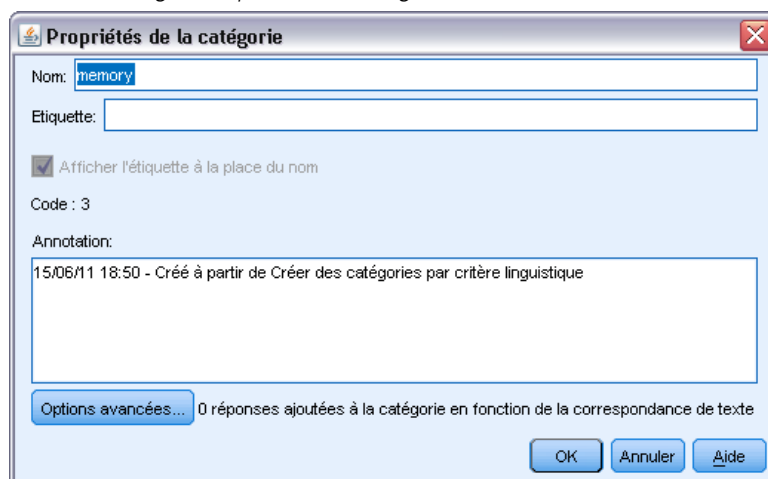 Propriétés de la catégorie
Nom: memory
Etiquette:
Afficher l'étiquette à la place du nom
Code : 3
Annotation:
15/06/11 18:50 - Créé à partir de Créer des catégories par critère linguistique
Options avancées... 0 réponses ajoutées à la catégorie en fonction de la correspondance de texte
OK Annuler Aide